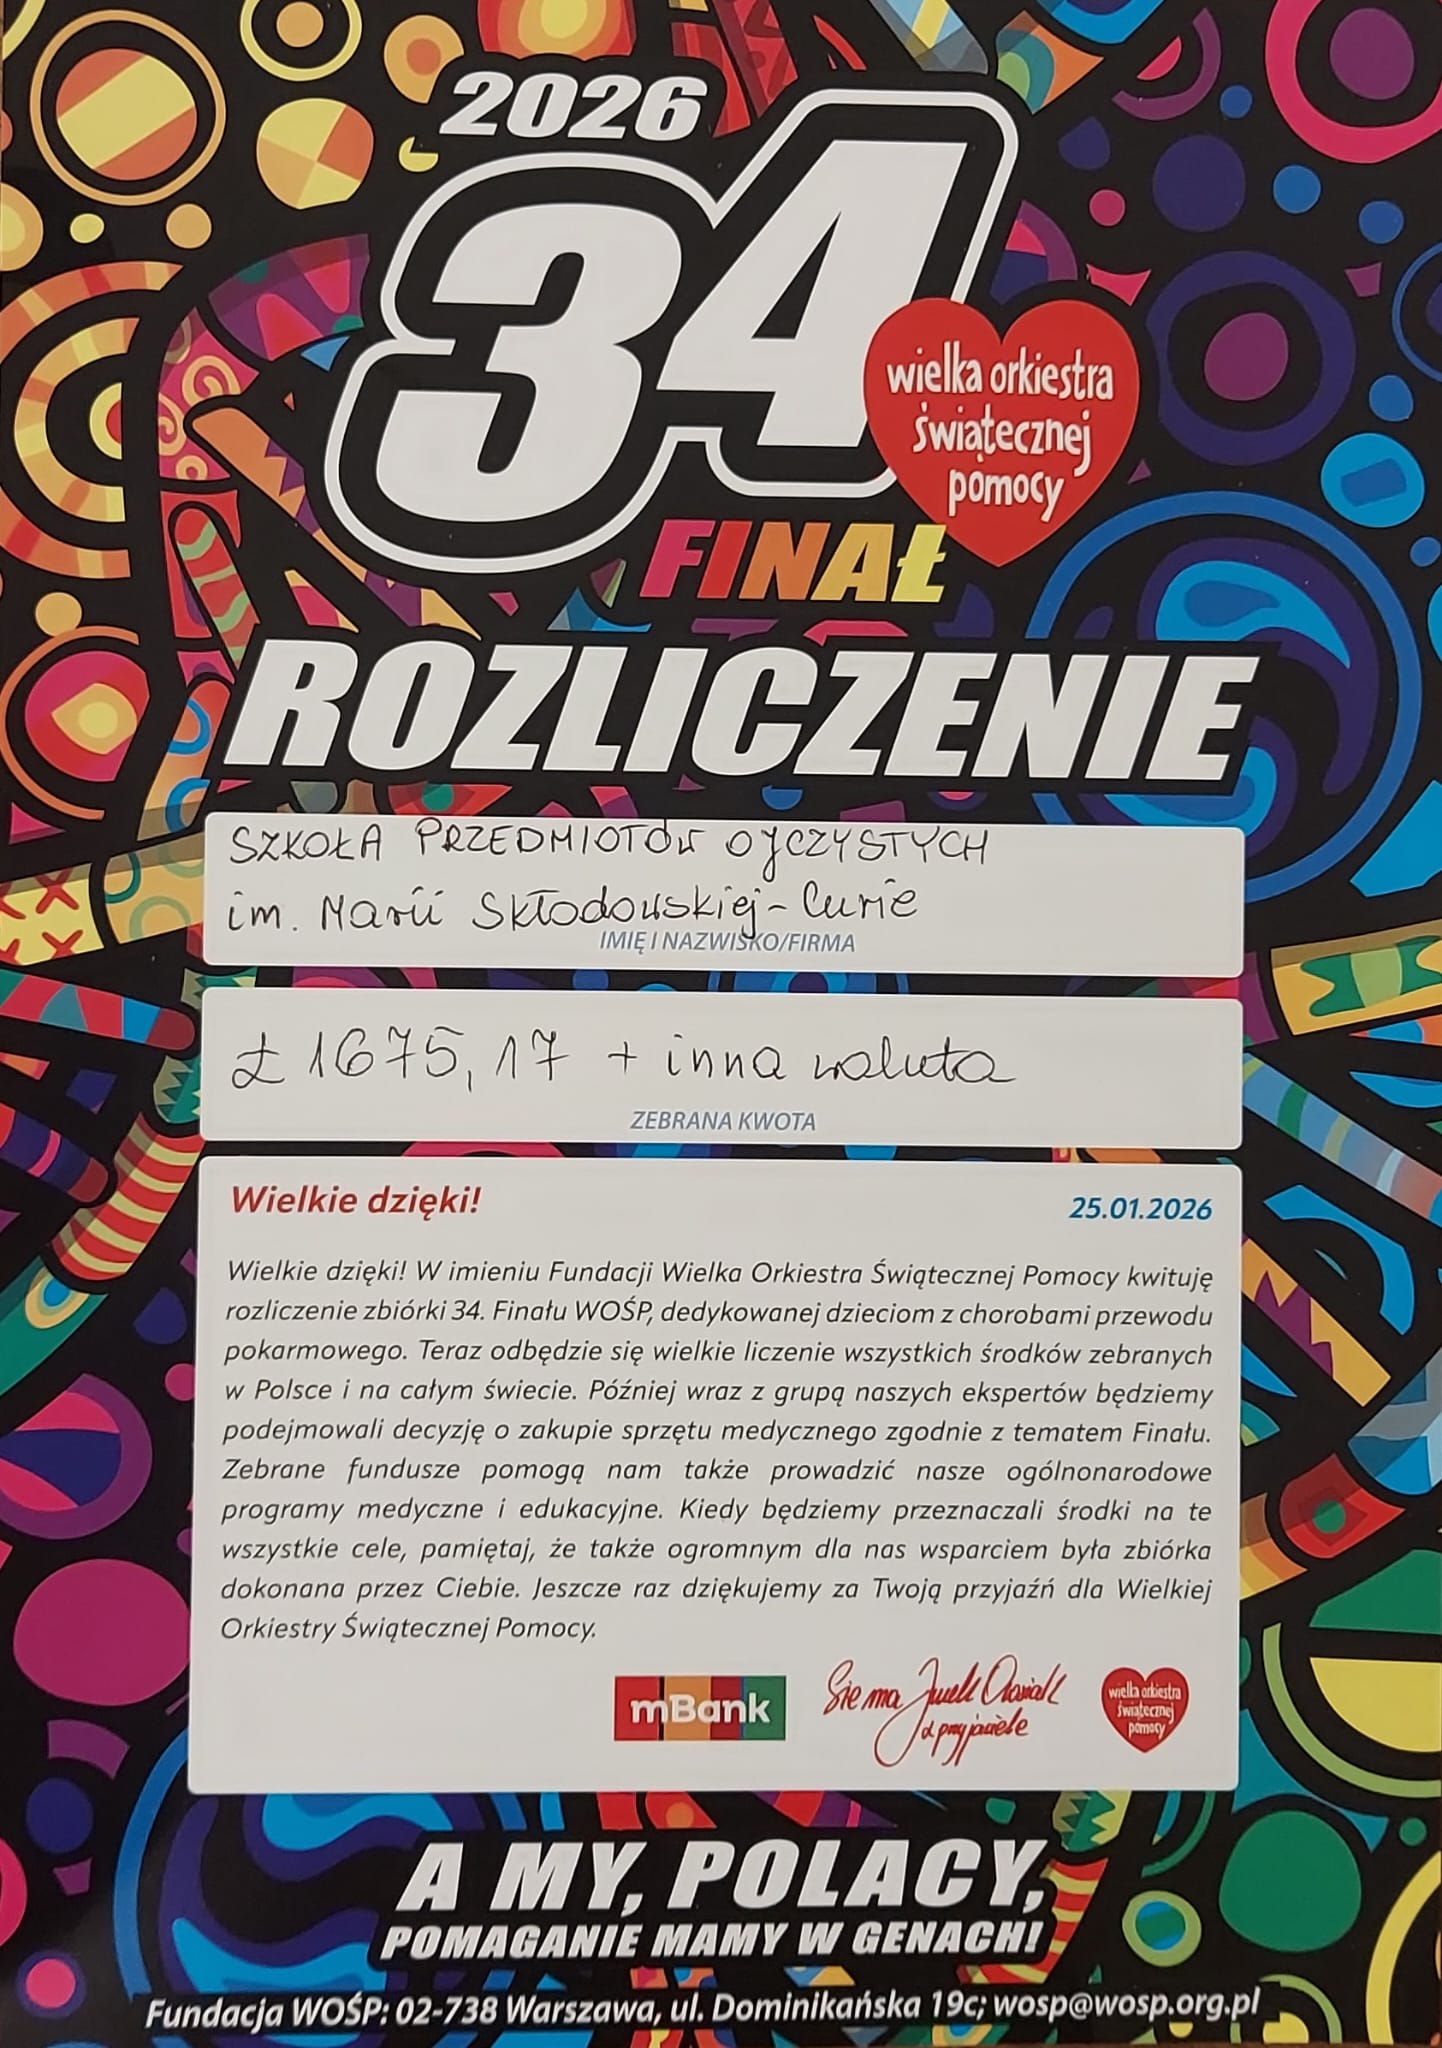 2026
34
wielka orkiestra
świątecznej
pomocy
FINAŁ
ROZLICZENIE
SZKOŁA PRZEDMIOTÓW OJCZYSTYCH
im. Marii Skłodowskiej-Curie
IMIĘ I NAZWISKO/FIRMA
£ 1675,17 + inna waluta
ZEBRANA KWOTA
Wielkie dzięki! 25.01.2026
Wielkie dzięki! W imieniu Fundacji Wielka Orkiestra Świątecznej Pomocy kwituję
rozliczenie zbiórki 34. Finału WOŚP, dedykowanej dzieciom z chorobami przewodu
pokarmowego. Teraz odbędzie się wielkie liczenie wszystkich środków zebranych
w Polsce i na całym świecie. Później wraz z grupą naszych ekspertów będziemy
podejmowali decyzję o zakupie sprzętu medycznego zgodnie z tematem Finału.
Zebrane fundusze pomogą nam także prowadzić nasze ogólnonarodowe
programy medyczne i edukacyjne. Kiedy będziemy przeznaczali środki na te
wszystkie cele, pamiętaj, że także ogromnym dla nas wsparciem była zbiórka
dokonana przez Ciebie. Jeszcze raz dziękujemy za Twoją przyjaźń dla Wielkiej
Orkiestry Świątecznej Pomocy.
mBank
Sie ma Jurek Owsiak
z przyjaciele
wielka orkiestra
świątecznej
pomocy
A MY, POLACY,
POMAGANIE MAMY W GENACH!
Fundacja WOŚP: 02-738 Warszawa, ul. Dominikańska 19c; wosp@wosp.org.pl